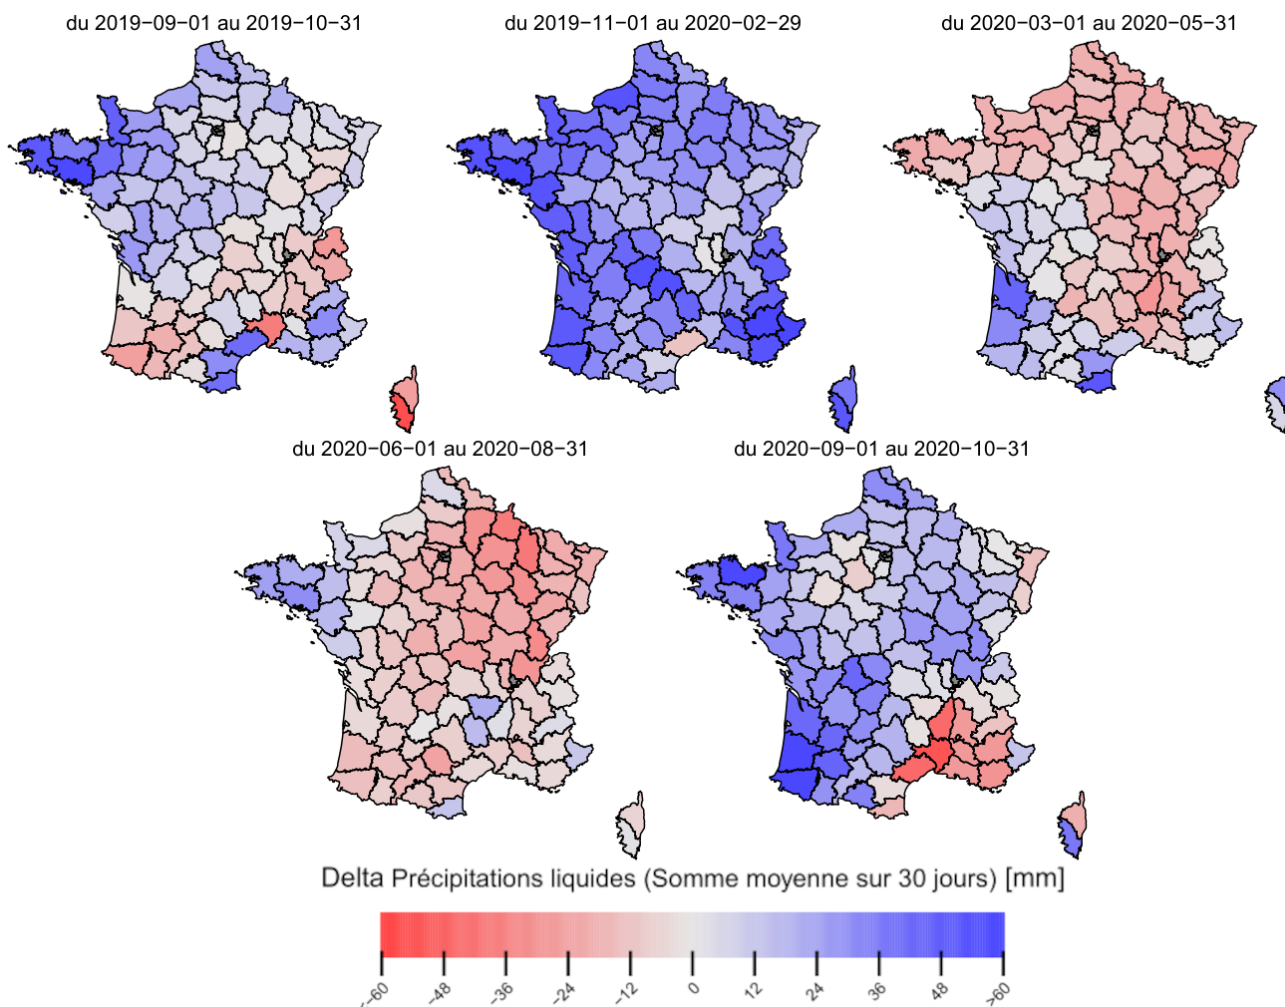 du 2019−09−01 au 2019−10−31
du 2019−11−01 au 2020−02−29
du 2020−03−01 au 2020−05−31
du 2020−06−01 au 2020−08−31
du 2020−09−01 au 2020−10−31
Delta Précipitations liquides (Somme moyenne sur 30 jours) [mm]
<−60 −48 −36 −24 −12 0 12 24 36 48 >60